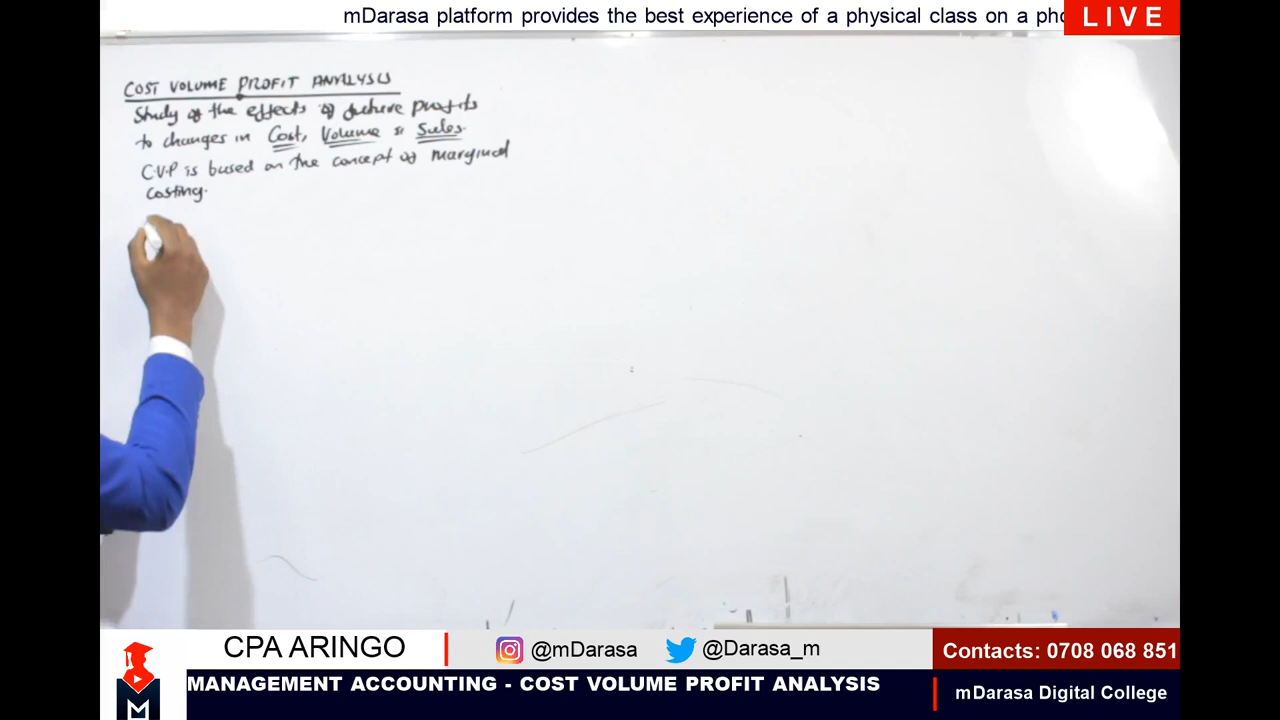 mDarasa platform provides the best experience of a physical class on a pho
LIVE
COST VOLUME PROFIT ANALYSIS
Study of the effects of future profits
to changes in Cost, Volume & Sales.
C.V.P is based on the concept of marginal
costing.
CPA ARINGO
@mDarasa
@Darasa_m
Contacts: 0708 068 851
MANAGEMENT ACCOUNTING - COST VOLUME PROFIT ANALYSIS
mDarasa Digital College
M